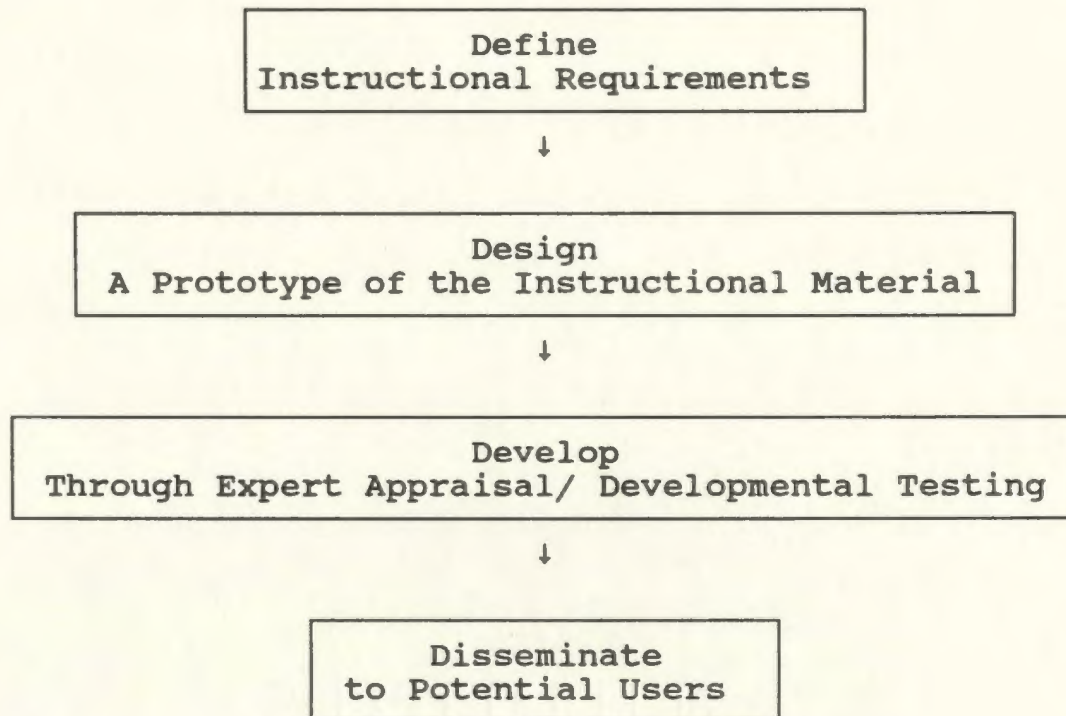 Define
Instructional Requirements
↓
Design
A Prototype of the Instructional Material
↓
Develop
Through Expert Appraisal/ Developmental Testing
↓
Disseminate
to Potential Users